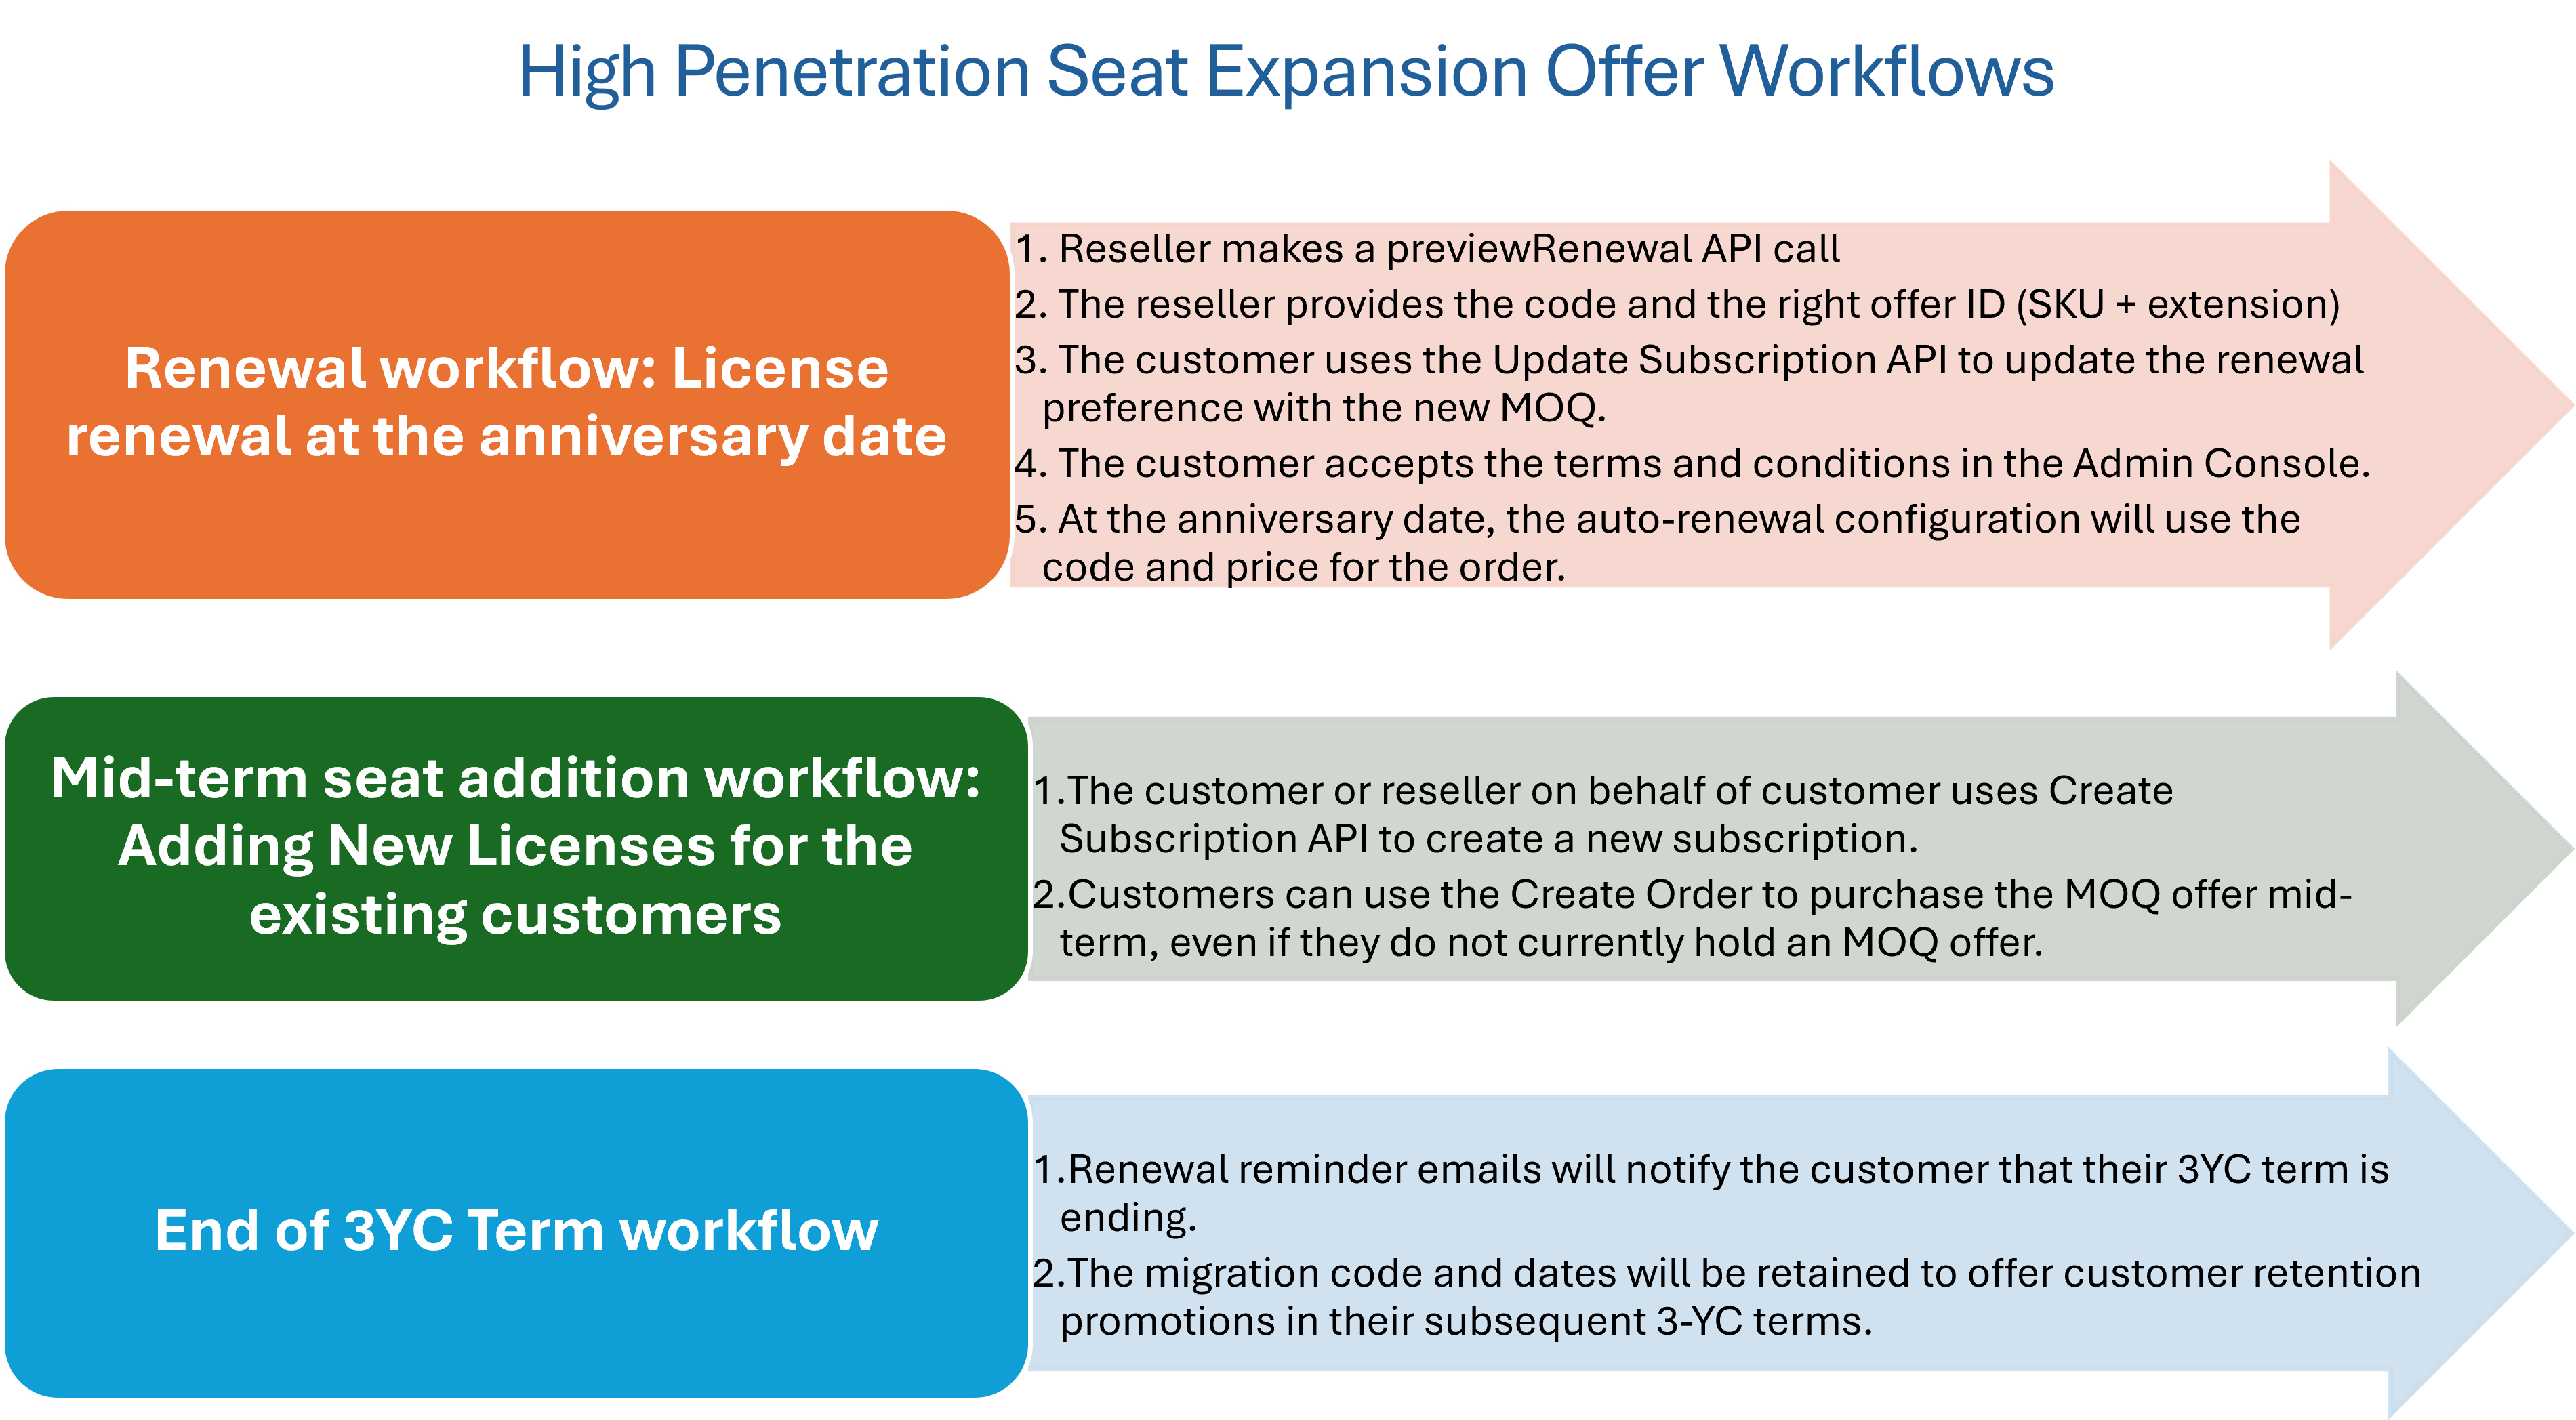 High Penetration Seat Expansion Offer Workflows
Renewal workflow: License
renewal at the anniversary date
1. Reseller makes a previewRenewal API call
2. The reseller provides the code and the right offer ID (SKU + extension)
3. The customer uses the Update Subscription API to update the renewal
preference with the new MOQ.
4. The customer accepts the terms and conditions in the Admin Console.
5. At the anniversary date, the auto-renewal configuration will use the
code and price for the order.
Mid-term seat addition workflow:
Adding New Licenses for the
existing customers
1.The customer or reseller on behalf of customer uses Create
Subscription API to create a new subscription.
2.Customers can use the Create Order to purchase the MOQ offer mid-
term, even if they do not currently hold an MOQ offer.
End of 3YC Term workflow
1.Renewal reminder emails will notify the customer that their 3YC term is
ending.
2.The migration code and dates will be retained to offer customer retention
promotions in their subsequent 3-YC terms.